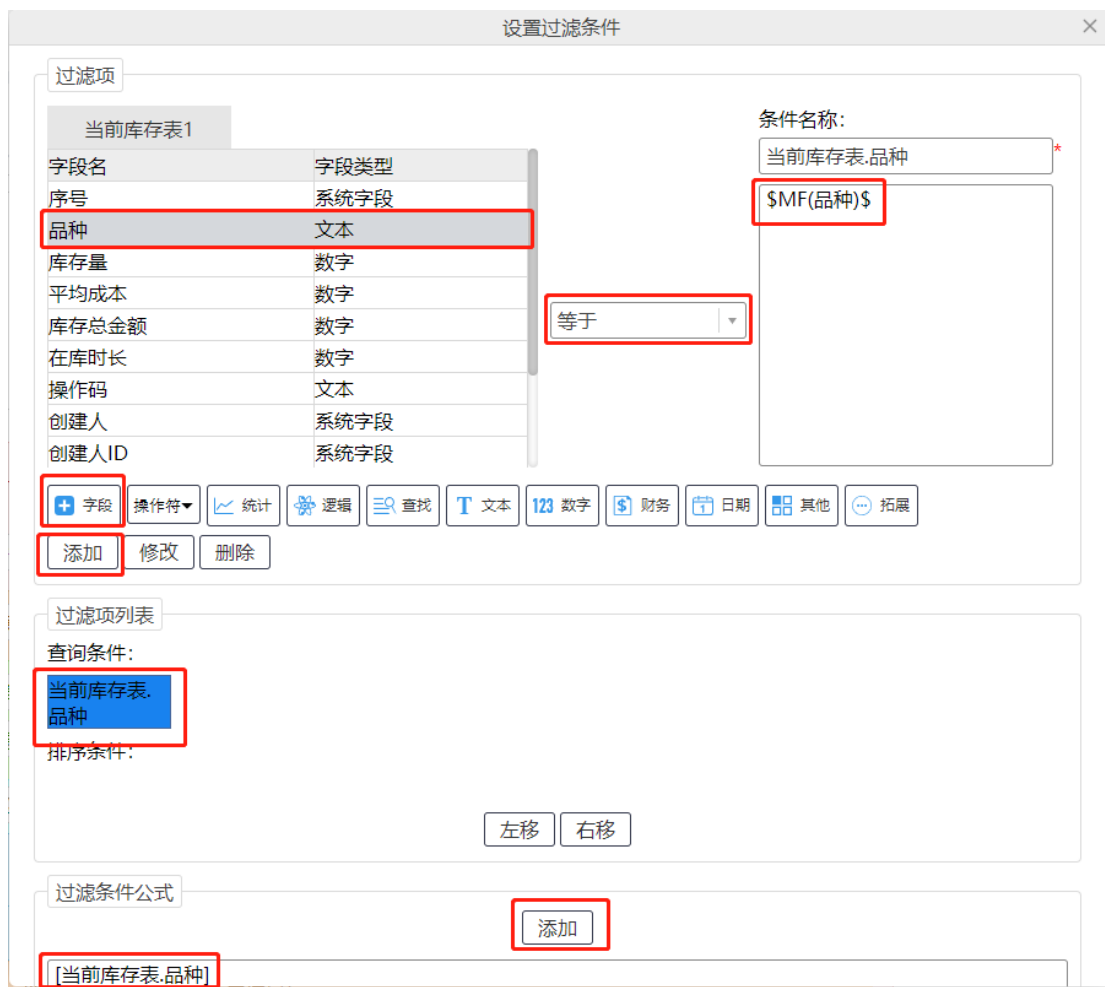 设置过滤条件
过滤项
当前库存表1
字段名 字段类型
序号 系统字段
品种 文本
库存量 数字
平均成本 数字
库存总金额 数字
在库时长 数字
操作码 文本
创建人 系统字段
创建人ID 系统字段
等于
条件名称:
当前库存表.品种 *
$MF(品种)$
字段 操作符 统计 逻辑 查找 T 文本 123 数字 $ 财务 1 日期 其他 拓展
添加 修改 删除
过滤项列表
查询条件:
当前库存表.
品种
排序条件:
左移 右移
过滤条件公式
添加
[当前库存表.品种]